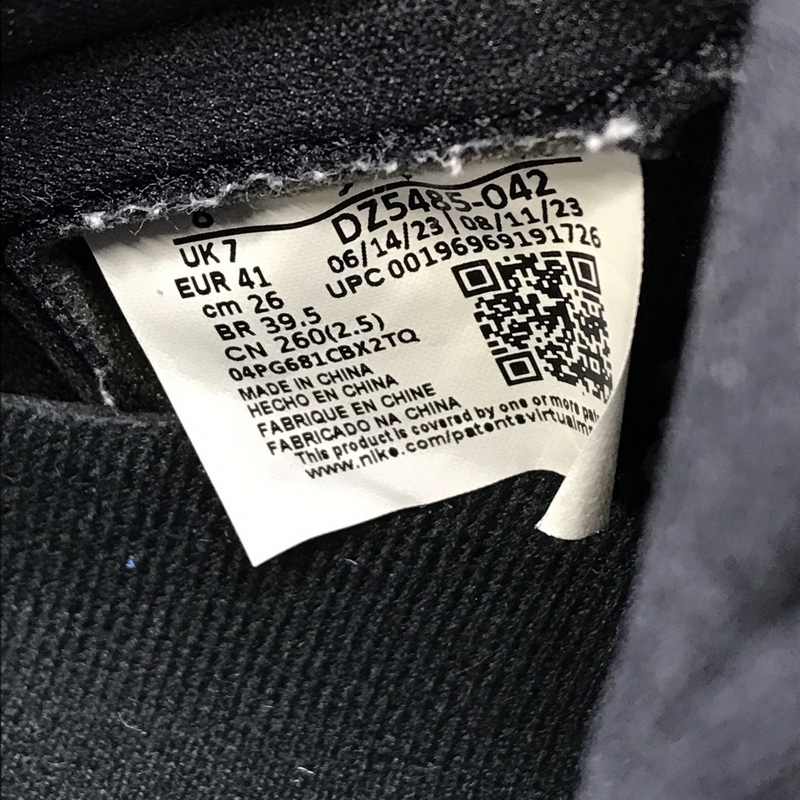 8
DZ5485-042
UK 7
06/14/23 08/11/23
EUR 41
UPC 00196969191726
cm 26
BR 39.5
CN 260(2.5)
04PG681CBX2TQ
MADE IN CHINA
HECHO EN CHINA
FABRIQUE EN CHINE
FABRICADO NA CHINA
This product is covered by one or more
www.nike.com/patents